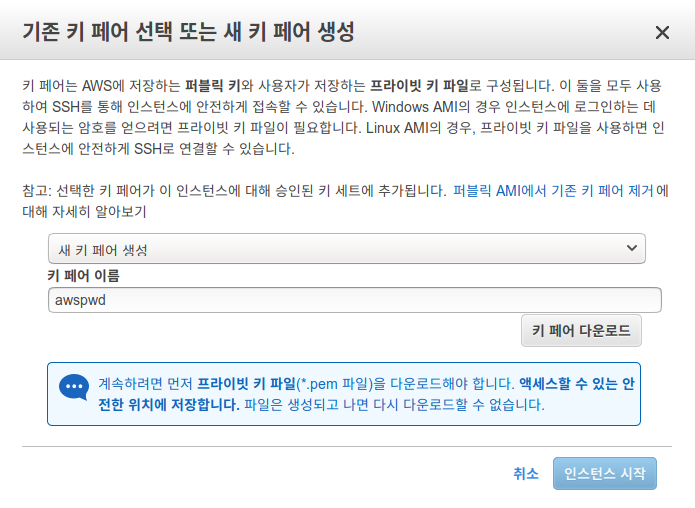 기존 키 페어 선택 또는 새 키 페어 생성
키 페어는 AWS에 저장하는 퍼블릭 키와 사용자가 저장하는 프라이빗 키 파일로 구성됩니다. 이 둘을 모두 사용
하여 SSH를 통해 인스턴스에 안전하게 접속할 수 있습니다. Windows AMI의 경우 인스턴스에 로그인하는 데
사용되는 암호를 얻으려면 프라이빗 키 파일이 필요합니다. Linux AMI의 경우, 프라이빗 키 파일을 사용하면 인
스턴스에 안전하게 SSH로 연결할 수 있습니다.
참고: 선택한 키 페어가 이 인스턴스에 대해 승인된 키 세트에 추가됩니다. 퍼블릭 AMI에서 기존 키 페어 제거에
대해 자세히 알아보기
새 키 페어 생성
키 페어 이름
awspwd
키 페어 다운로드
계속하려면 먼저 프라이빗 키 파일(*.pem 파일)을 다운로드해야 합니다. 액세스할 수 있는 안
전한 위치에 저장합니다. 파일은 생성되고 나면 다시 다운로드할 수 없습니다.
취소
인스턴스 시작